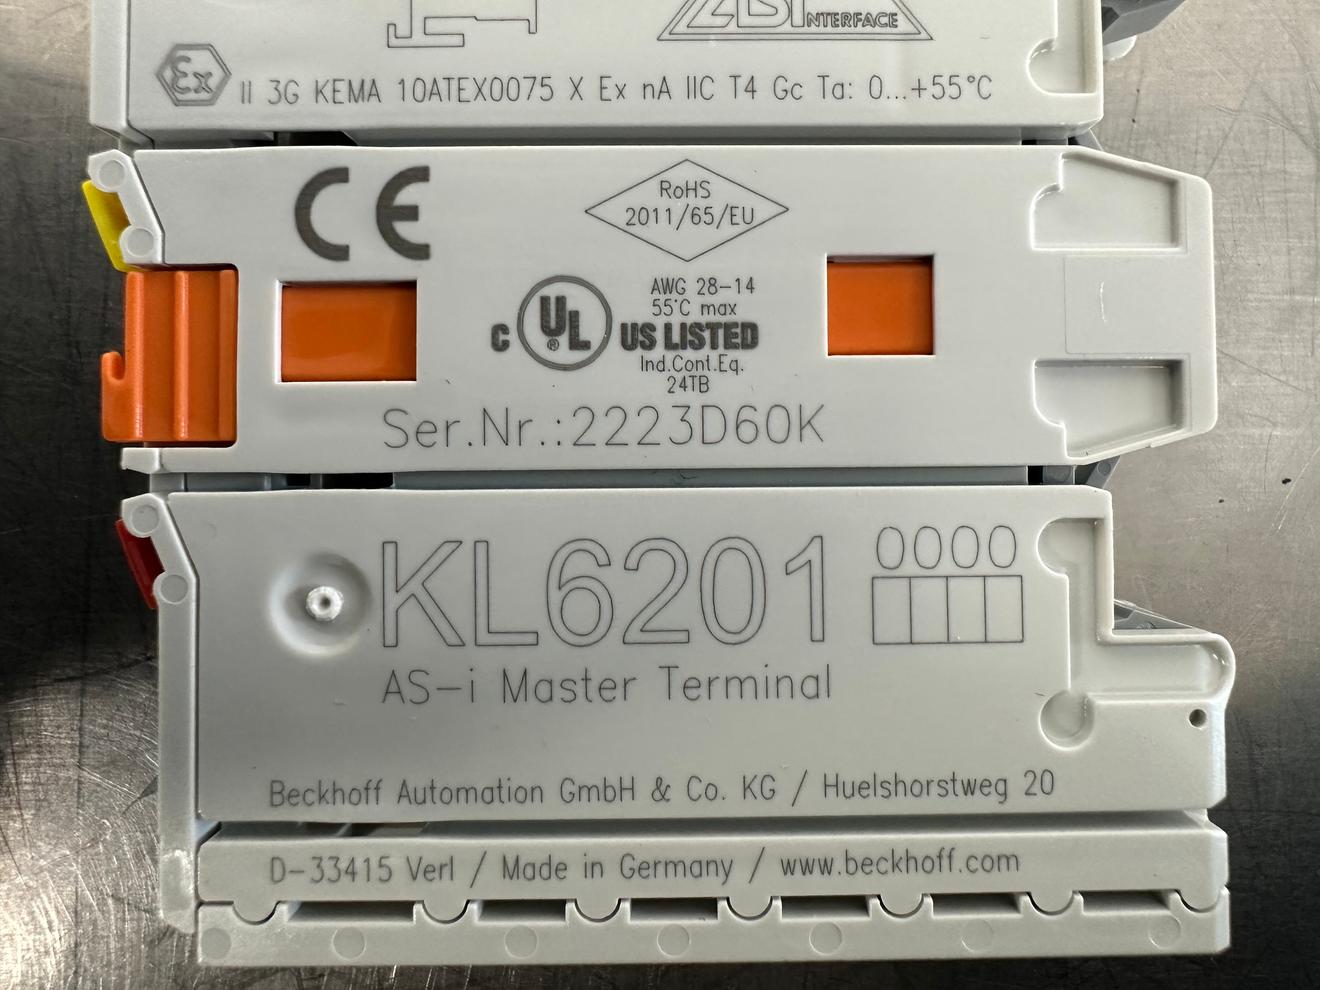 INTERFACE
Ex II 3G KEMA 10ATEX0075 X Ex nA IIC T4 Gc Ta: 0...+55°C
CE
RoHS
2011/65/EU
AWG 28-14
55°C max
C UL ® US LISTED
Ind.Cont.Eq.
24TB
Ser.Nr.:2223D60K
KL6201 0000
AS-i Master Terminal
Beckhoff Automation GmbH & Co. KG / Huelshorstweg 20
D-33415 Verl / Made in Germany / www.beckhoff.com